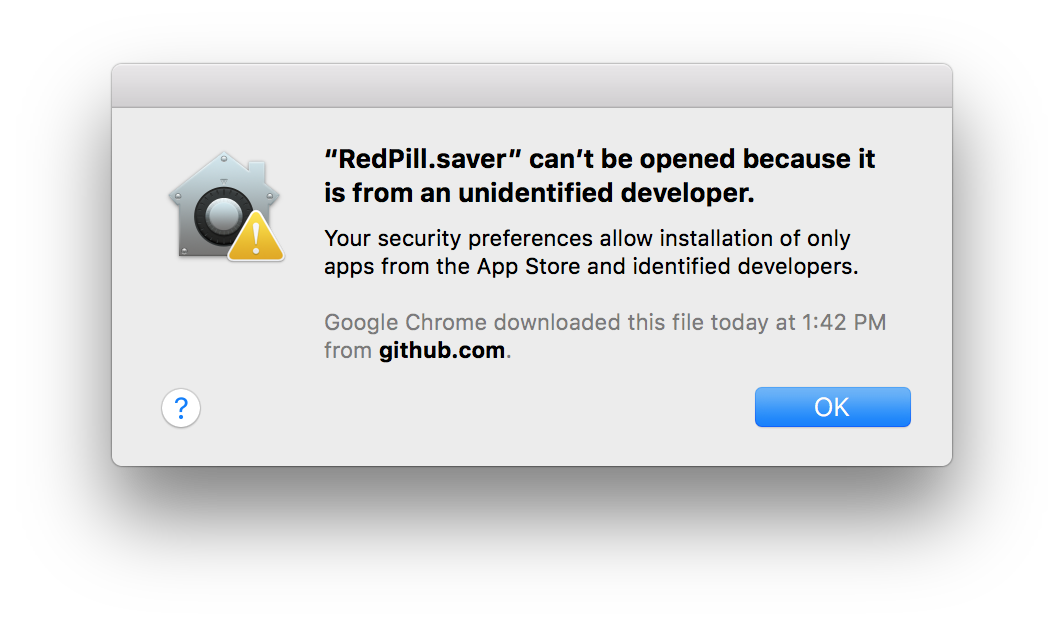 “RedPill.saver” can’t be opened because it
is from an unidentified developer.
Your security preferences allow installation of only
apps from the App Store and identified developers.
Google Chrome downloaded this file today at 1:42 PM
from github.com.
?
OK